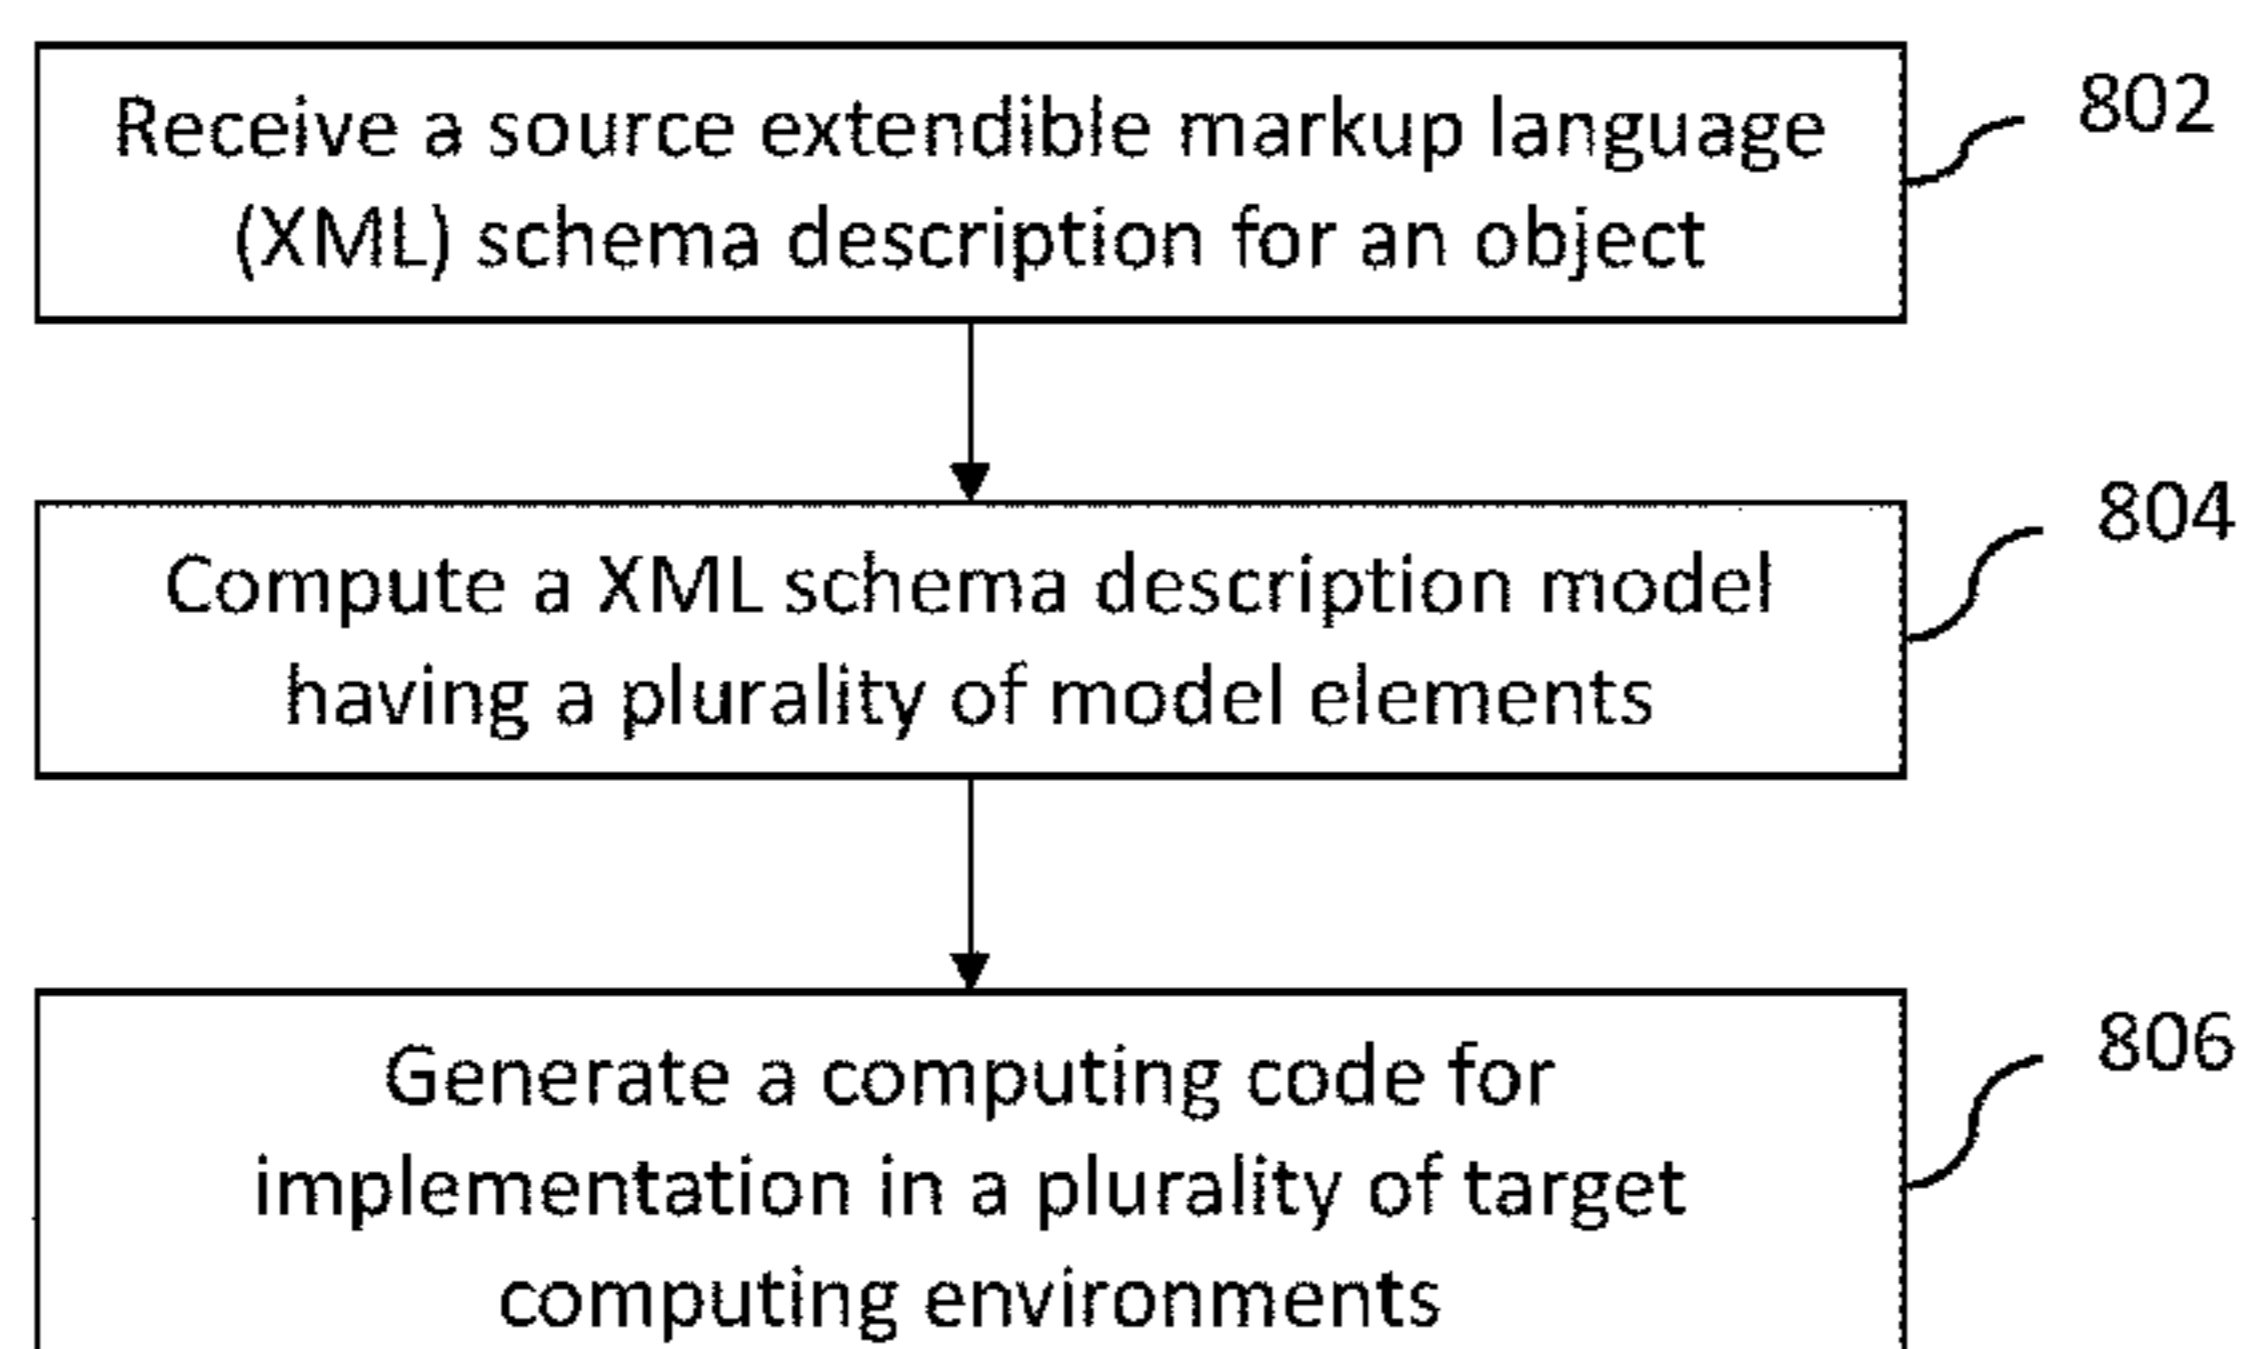 Receive a source extendible markup language
(XML) schema description for an object
802
Compute a XML schema description model
having a plurality of model elements
804
Generate a computing code for
implementation in a plurality of target
computing environments
806